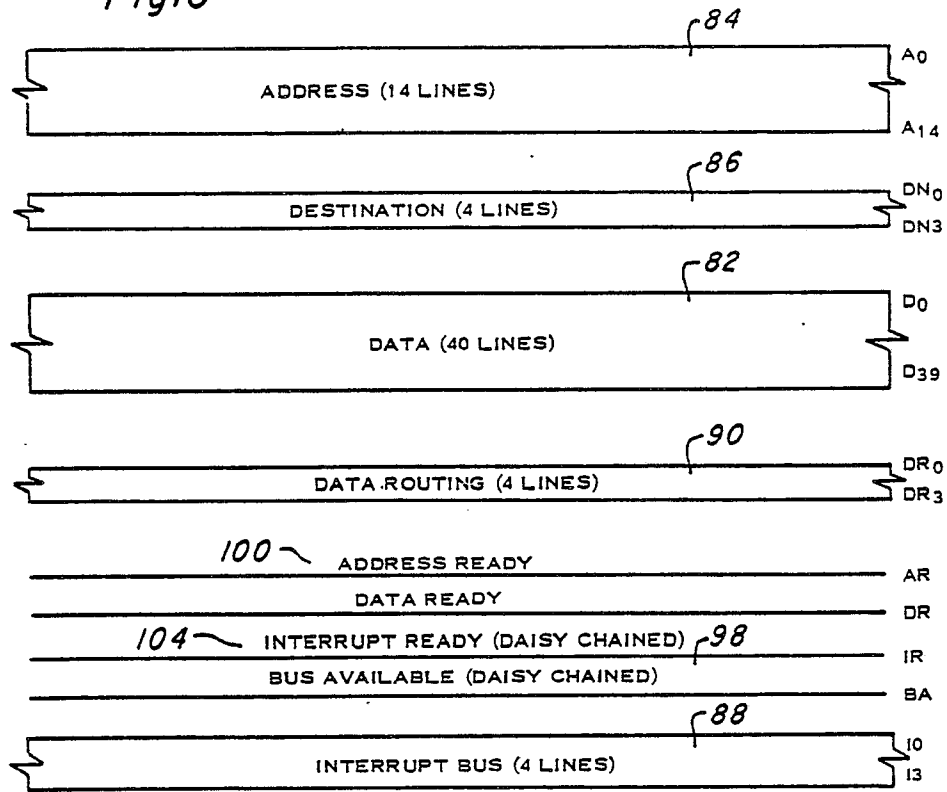 84
A0
ADDRESS (14 LINES)
A14
86
DN0
DESTINATION (4 LINES)
DN3
82
D0
DATA (40 LINES)
D39
90
DR0
DATA ROUTING (4 LINES)
DR3
100 ADDRESS READY
AR
DATA READY
DR
104 INTERRUPT READY (DAISY CHAINED) 98
IR
BUS AVAILABLE (DAISY CHAINED)
BA
88
I0
INTERRUPT BUS (4 LINES)
I3